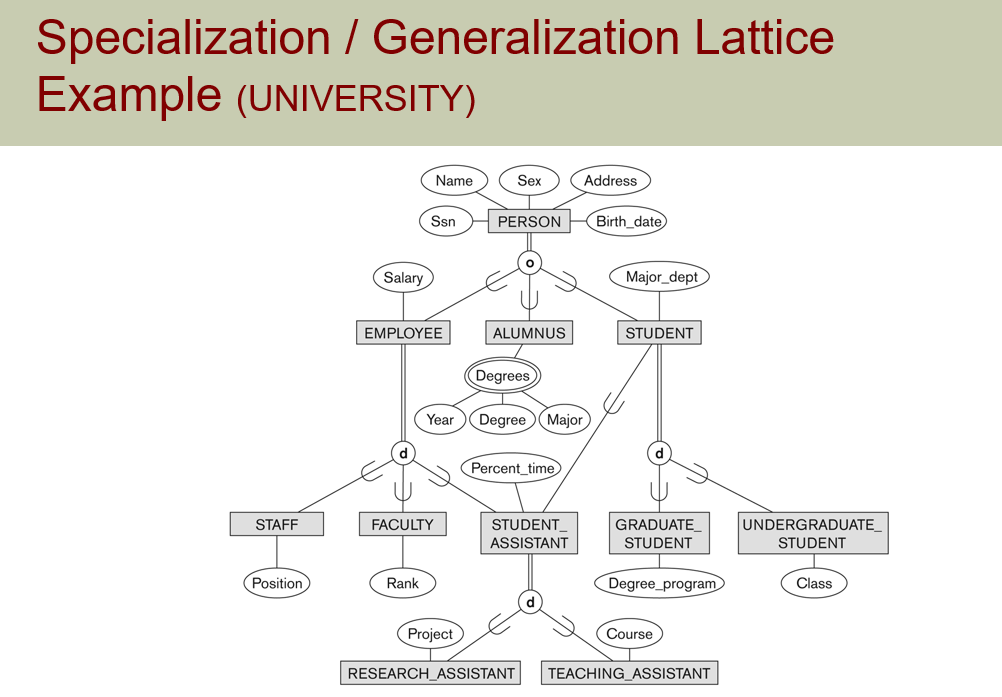 Specialization / Generalization Lattice
Example (UNIVERSITY)
Name
Sex
Address
Ssn
PERSON
Birth_date
o
Salary
Major_dept
EMPLOYEE
ALUMNUS
STUDENT
Degrees
Year
Degree
Major
d
d
Percent_time
STAFF
FACULTY
STUDENT_
ASSISTANT
GRADUATE_
STUDENT
UNDERGRADUATE_
STUDENT
Position
Rank
Degree_program
Class
d
Project
Course
RESEARCH_ASSISTANT
TEACHING_ASSISTANT